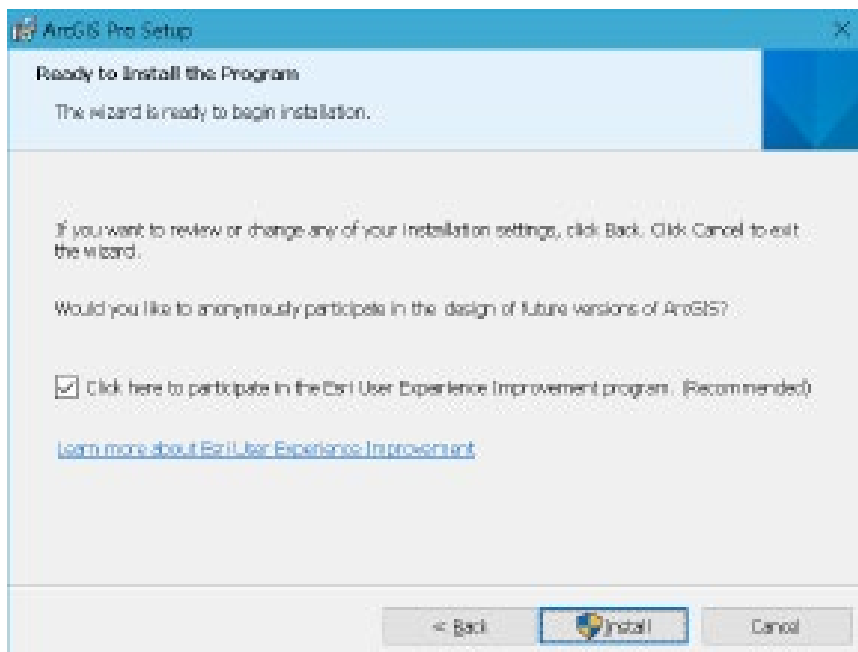 ArcGIS Pro Setup
Ready to Install the Program
The wizard is ready to begin installation.
If you want to review or change any of your installation settings, click Back. Click Cancel to exit
the wizard.
Would you like to anonymously participate in the design of future versions of ArcGIS?
Click here to participate in the Esri User Experience Improvement program. (Recommended)
Learn more about Esri User Experience Improvement
< Back
Install
Cancel